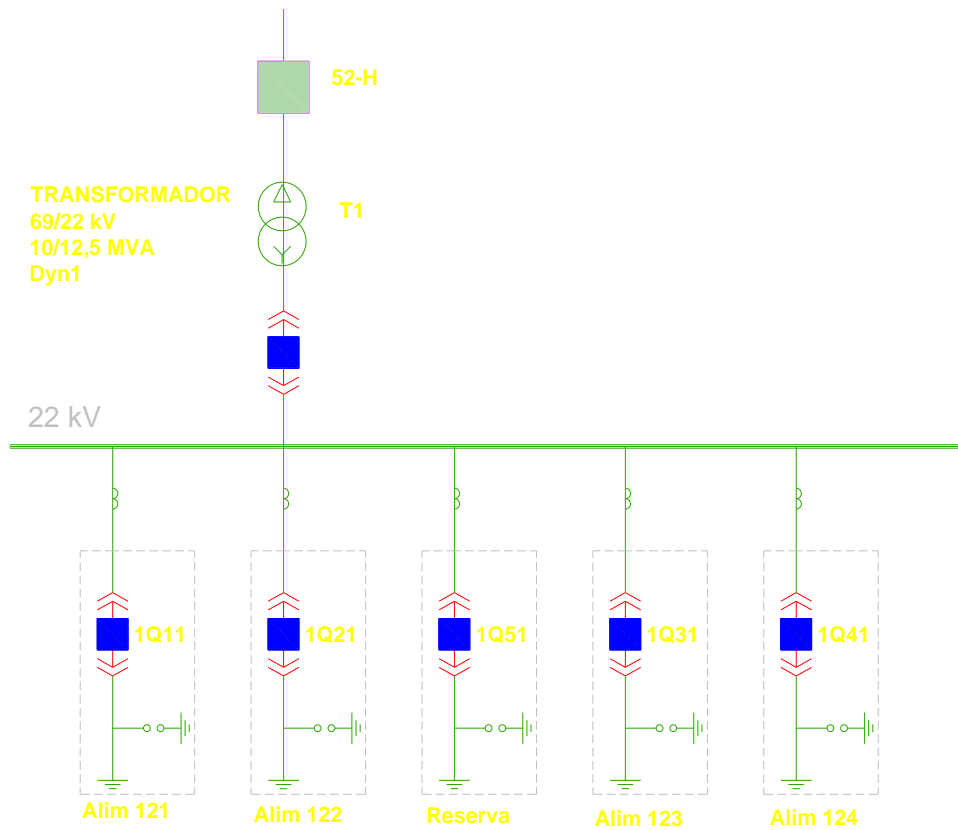 52-H
TRANSFORMADOR
69/22 kV
10/12,5 MVA
Dyn1
T1
22 kV
1Q11
1Q21
1Q51
1Q31
1Q41
Alim 121
Alim 122
Reserva
Alim 123
Alim 124